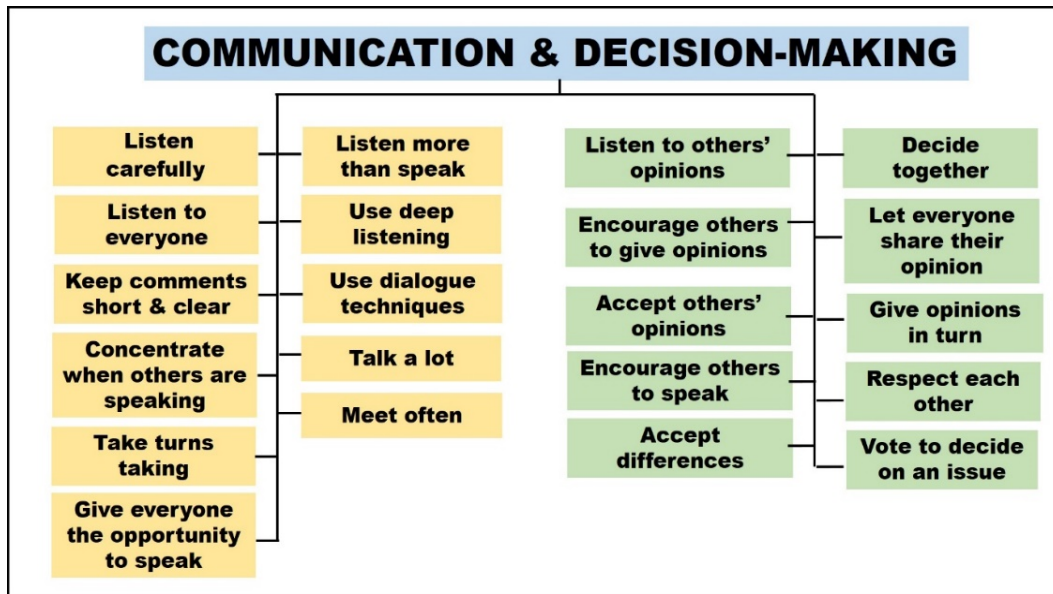 COMMUNICATION & DECISION-MAKING
Listen
carefully
Listen to
everyone
Keep comments
short & clear
Concentrate
when others are
speaking
Take turns
taking
Give everyone
the opportunity
to speak
Listen more
than speak
Use deep
listening
Use dialogue
techniques
Talk a lot
Meet often
Listen to others’
opinions
Encourage others
to give opinions
Accept others’
opinions
Encourage others
to speak
Accept
differences
Decide
together
Let everyone
share their
opinion
Give opinions
in turn
Respect each
other
Vote to decide
on an issue